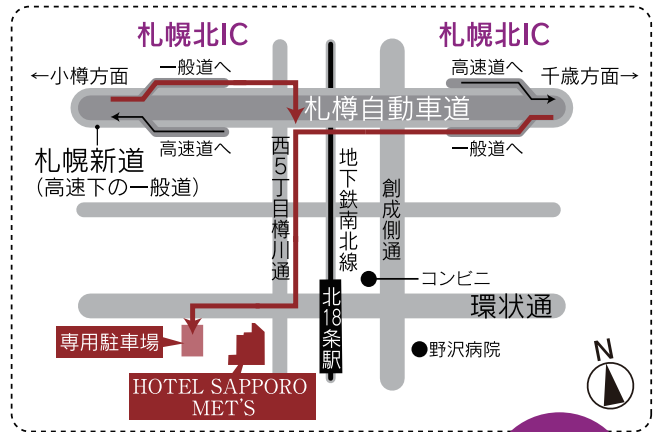 札幌北IC
札幌北IC
←小樽方面
一般道へ
高速道へ
千歳方面→
札樽自動車道
高速道へ
一般道へ
札幌新道
(高速下の一般道)
西5丁目樽川通
地下鉄南北線
創成側通
コンビニ
北18条駅
環状通
専用駐車場
野沢病院
HOTEL SAPPORO
MET'S
N